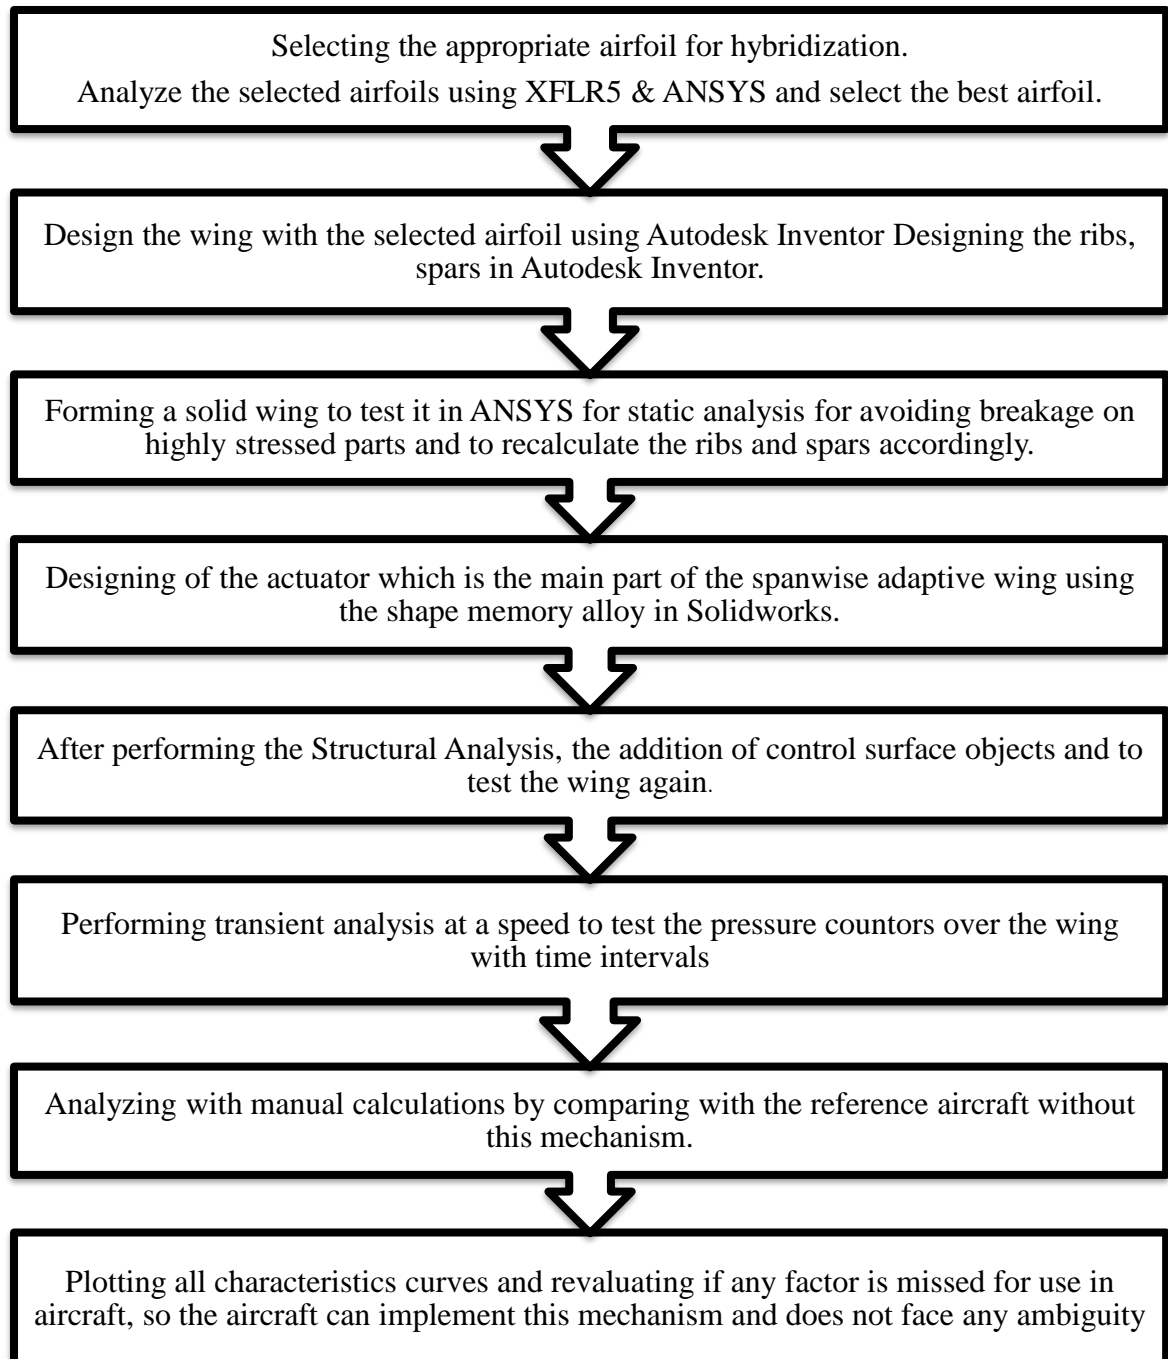 Selecting the appropriate airfoil for hybridization.
Analyze the selected airfoils using XFLR5 & ANSYS and select the best airfoil.
Design the wing with the selected airfoil using Autodesk Inventor Designing the ribs,
spars in Autodesk Inventor.
Forming a solid wing to test it in ANSYS for static analysis for avoiding breakage on
highly stressed parts and to recalculate the ribs and spars accordingly.
Designing of the actuator which is the main part of the spanwise adaptive wing using
the shape memory alloy in Solidworks.
After performing the Structural Analysis, the addition of control surface objects and to
test the wing again.
Performing transient analysis at a speed to test the pressure countors over the wing
with time intervals
Analyzing with manual calculations by comparing with the reference aircraft without
this mechanism.
Plotting all characteristics curves and revaluating if any factor is missed for use in
aircraft, so the aircraft can implement this mechanism and does not face any ambiguity